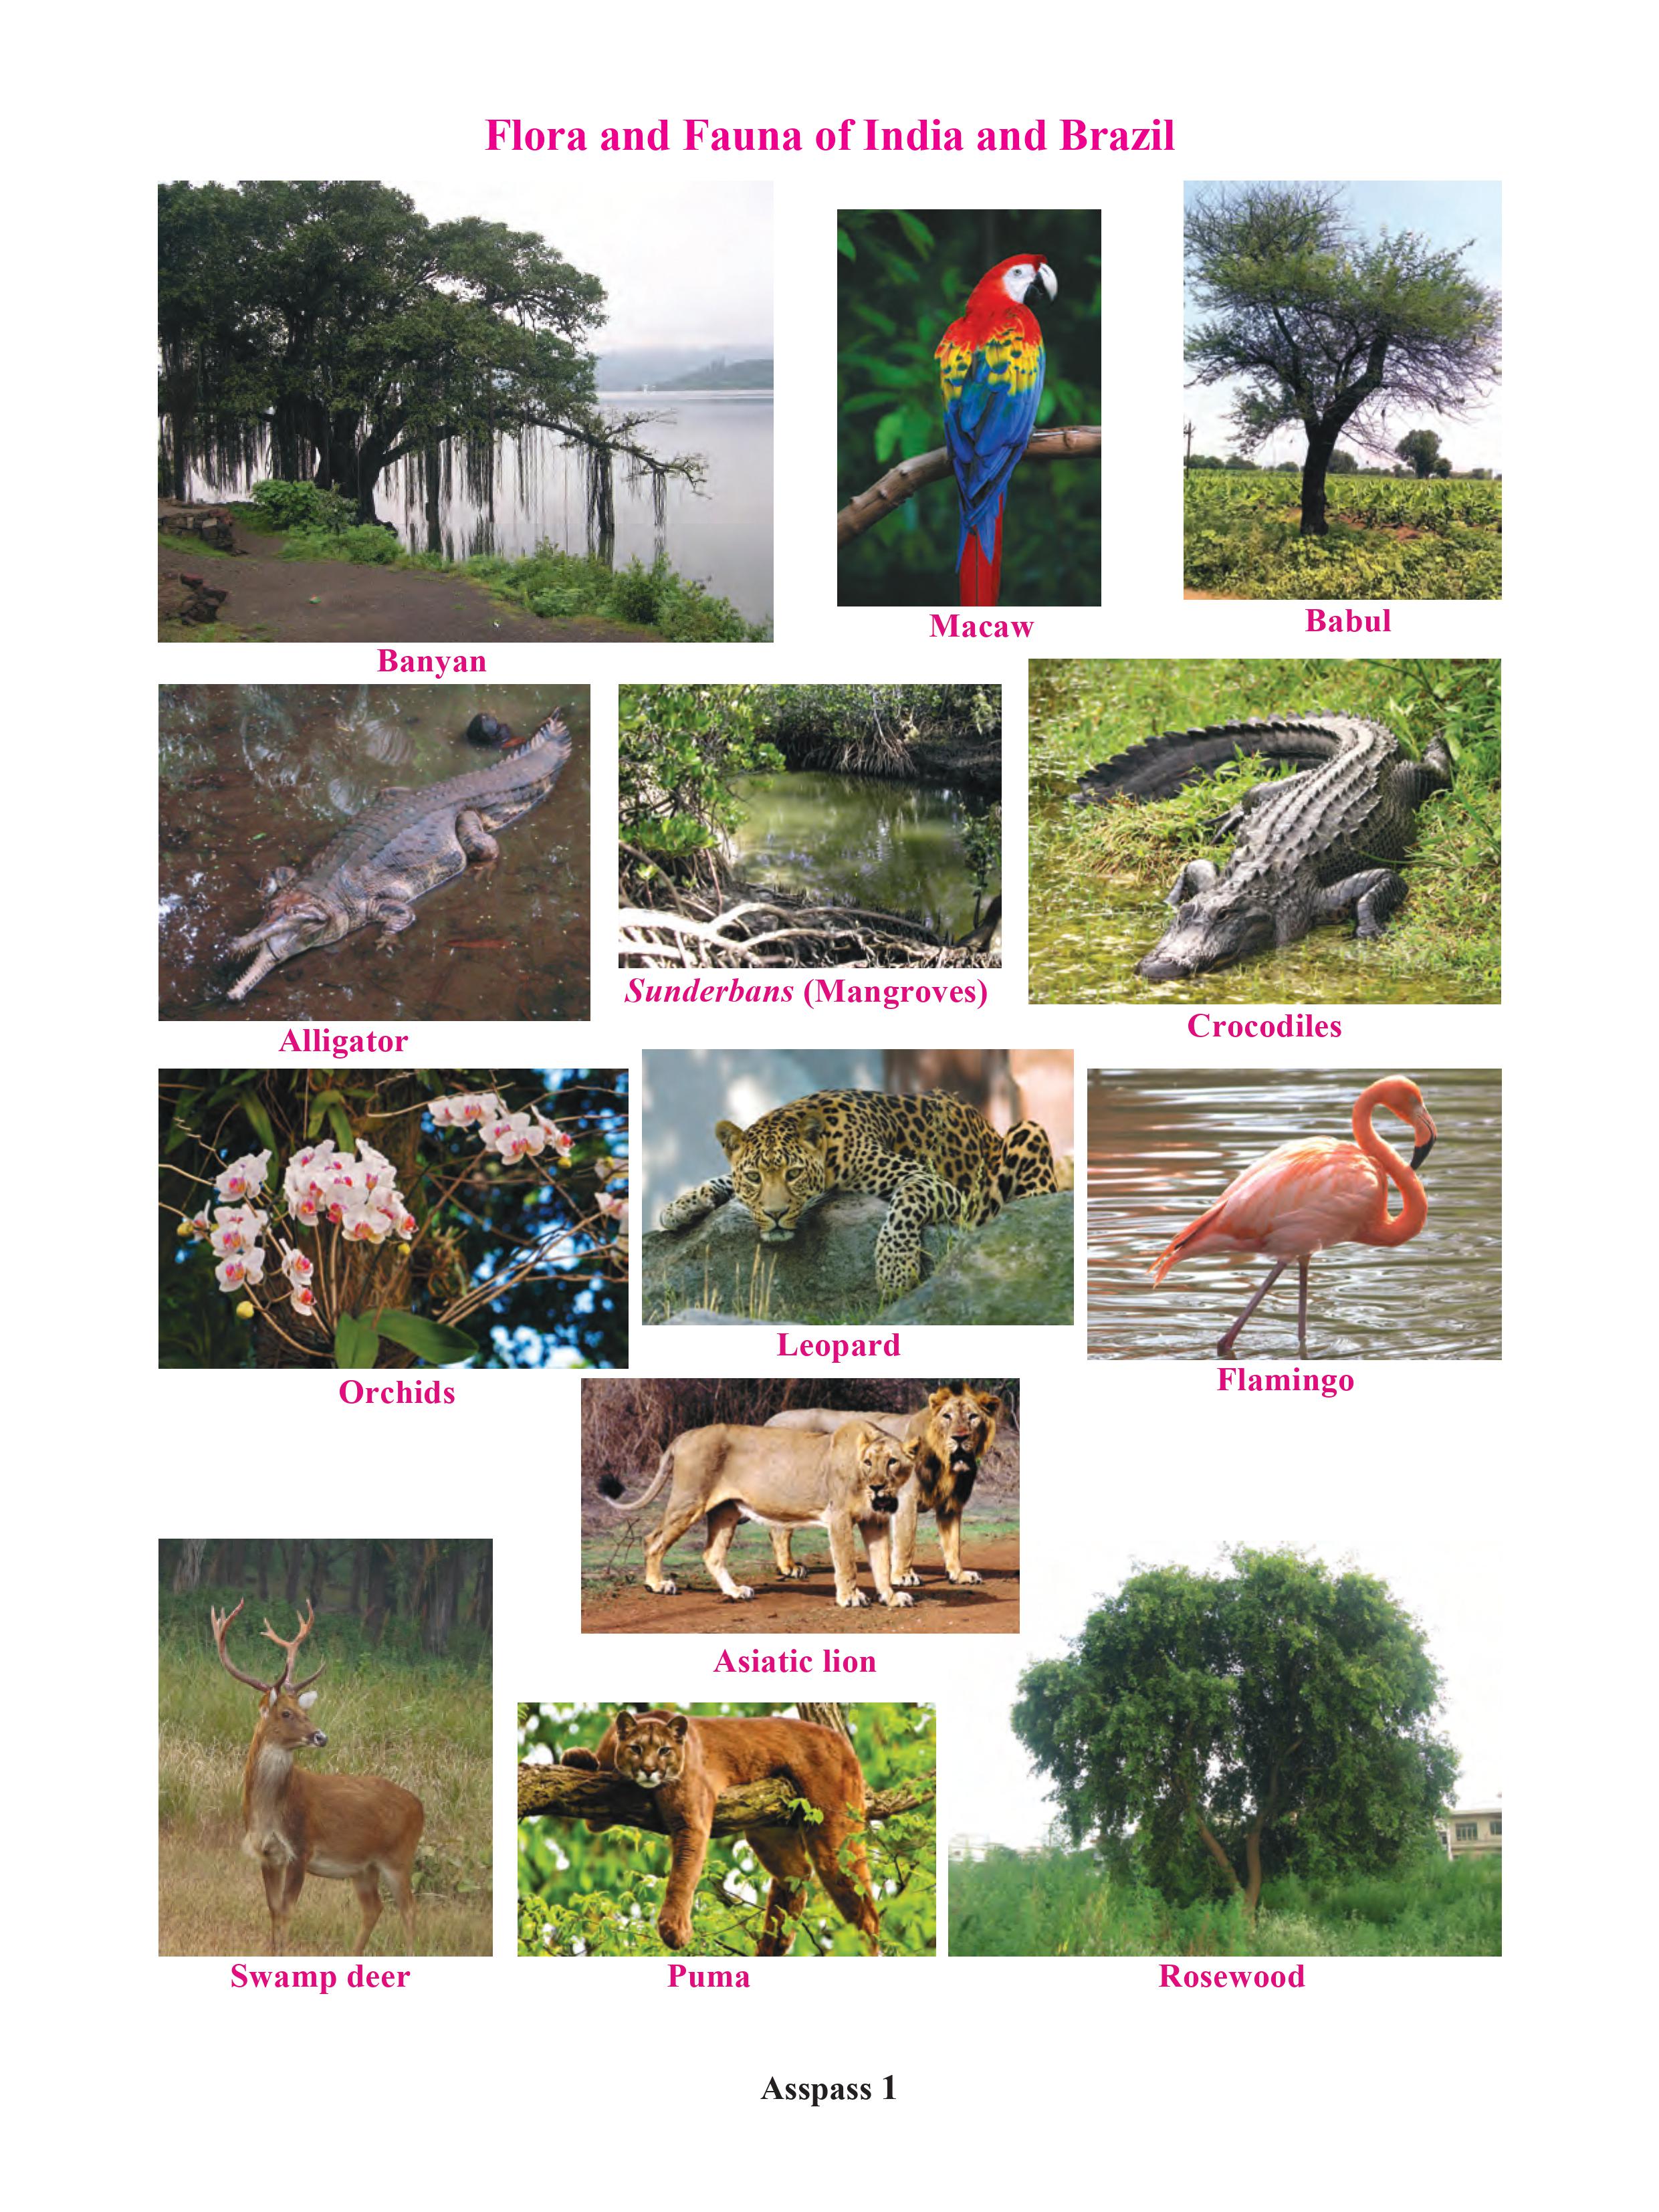 Flora and Fauna of India and Brazil
Macaw
Babul
Banyan
Sunderbans (Mangroves)
Crocodiles
Alligator
Leopard
Flamingo
Orchids
Asiatic lion
Swamp deer
Puma
Rosewood
Asspass 1